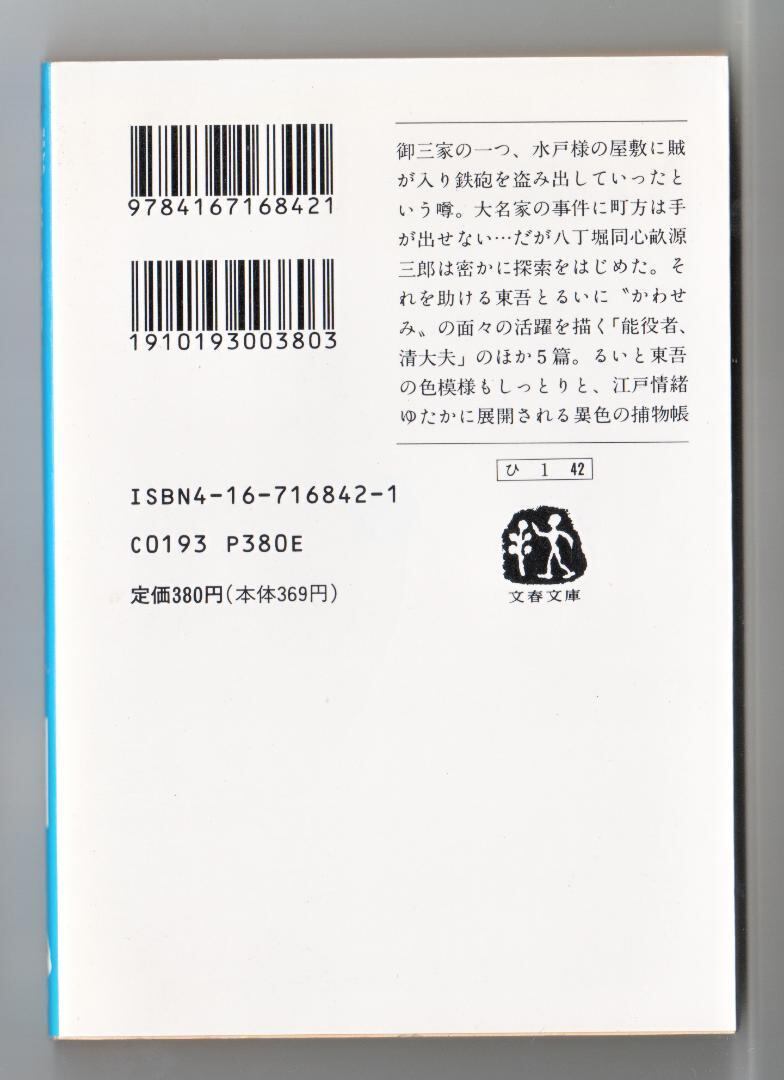 9784167168421
1910193003803
御三家の一つ、水戸様の屋敷に賊
が入り鉄砲を盗み出していったと
いう噂。大名家の事件に町方は手
が出せない…だが八丁堀同心畝源
三郎は密かに探索をはじめた。そ
れを助ける東吾とるいに〝かわせ
み〟の面々の活躍を描く「能役者、
清大夫」のほか5篇。るいと東吾
の色模様もしっとりと、江戸情緒
ゆたかに展開される異色の捕物帳
ひ 1 42
ISBN4-16-716842-1
C0193 P380E
定価380円(本体369円)
文春文庫